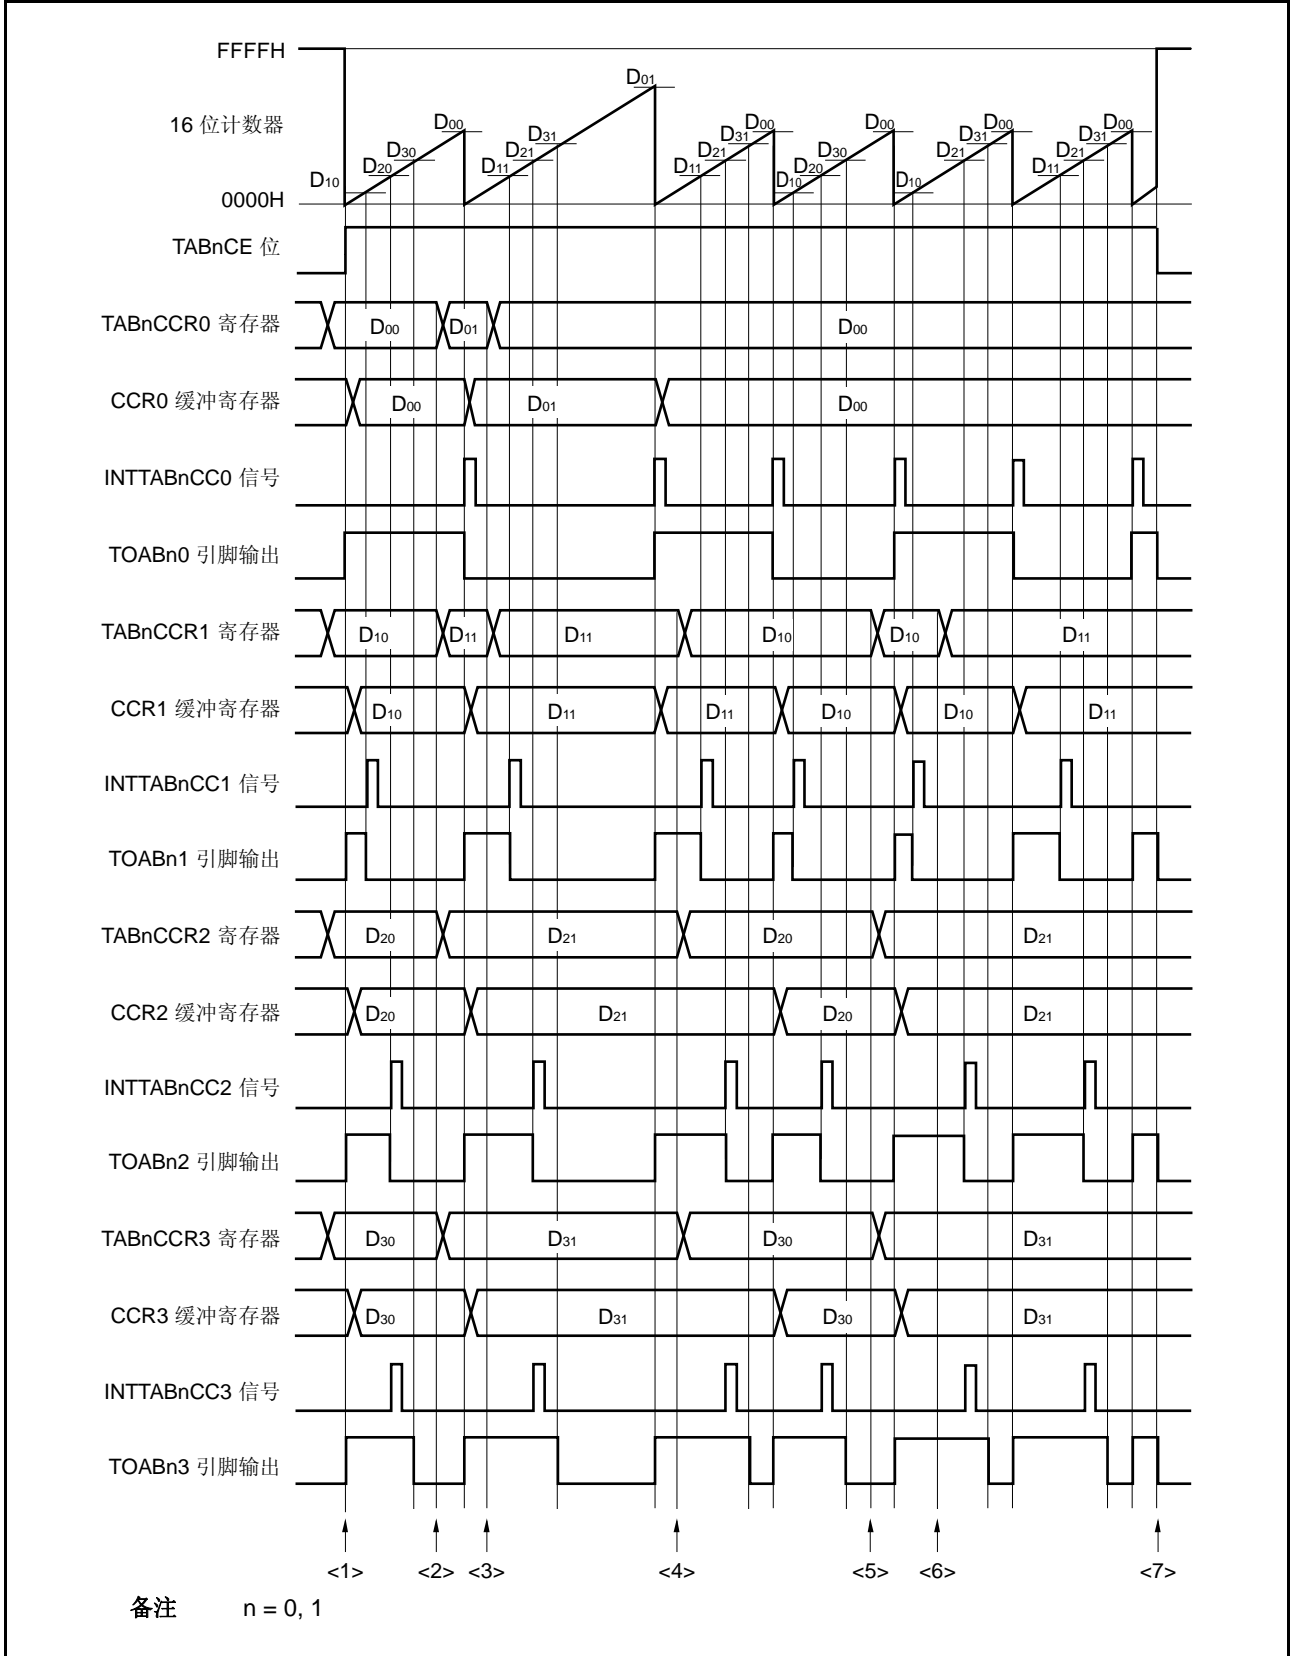 FFFFH
D01
16 位计数器
D00 D31 D00 D00 D00 D00
D30 D21 D31 D30 D31 D31
D20 D11 D21 D20 D21 D21
D10 D11 D10 D10 D11
0000H
TABnCE 位
TABnCCR0 寄存器 D00 D01 D00
CCR0 缓冲寄存器 D00 D01 D00
INTTABnCC0 信号
TOABn0 引脚输出
TABnCCR1 寄存器 D10 D11 D11 D10 D10 D11
CCR1 缓冲寄存器 D10 D11 D11 D10 D10 D11
INTTABnCC1 信号
TOABn1 引脚输出
TABnCCR2 寄存器 D20 D21 D20 D21
CCR2 缓冲寄存器 D20 D21 D20 D21
INTTABnCC2 信号
TOABn2 引脚输出
TABnCCR3 寄存器 D30 D31 D30 D31
CCR3 缓冲寄存器 D30 D31 D30 D31
INTTABnCC3 信号
TOABn3 引脚输出
<1> <2> <3> <4> <5> <6> <7>
备注 n = 0, 1